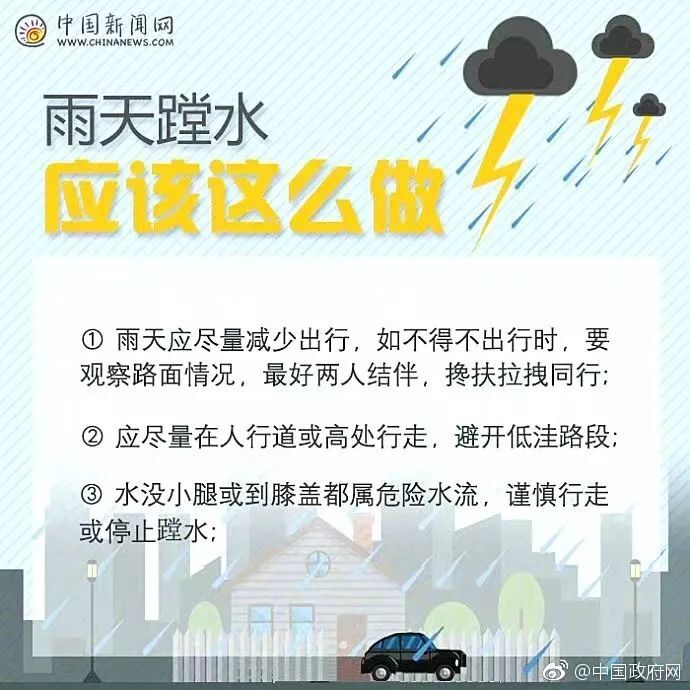 中国新闻网
WWW.CHINANEWS.COM
雨天蹚水
应该这么做
① 雨天应尽量减少出行，如不得不出行时，要
观察路面情况，最好两人结伴，搀扶拉拽同行;
② 应尽量在人行道或高处行走，避开低洼路段;
③ 水没小腿或到膝盖都属危险水流，谨慎行走
或停止蹚水;
@中国政府网